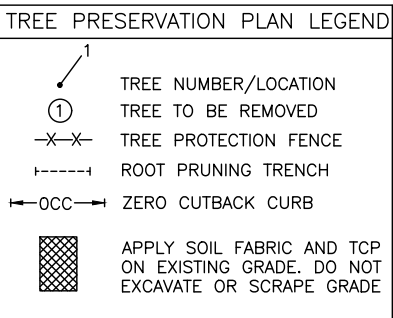 TREE PRESERVATION PLAN LEGEND
1
TREE NUMBER/LOCATION
1 TREE TO BE REMOVED
X X TREE PROTECTION FENCE
ROOT PRUNING TRENCH
OCC ZERO CUTBACK CURB
APPLY SOIL FABRIC AND TCP
ON EXISTING GRADE. DO NOT
EXCAVATE OR SCRAPE GRADE